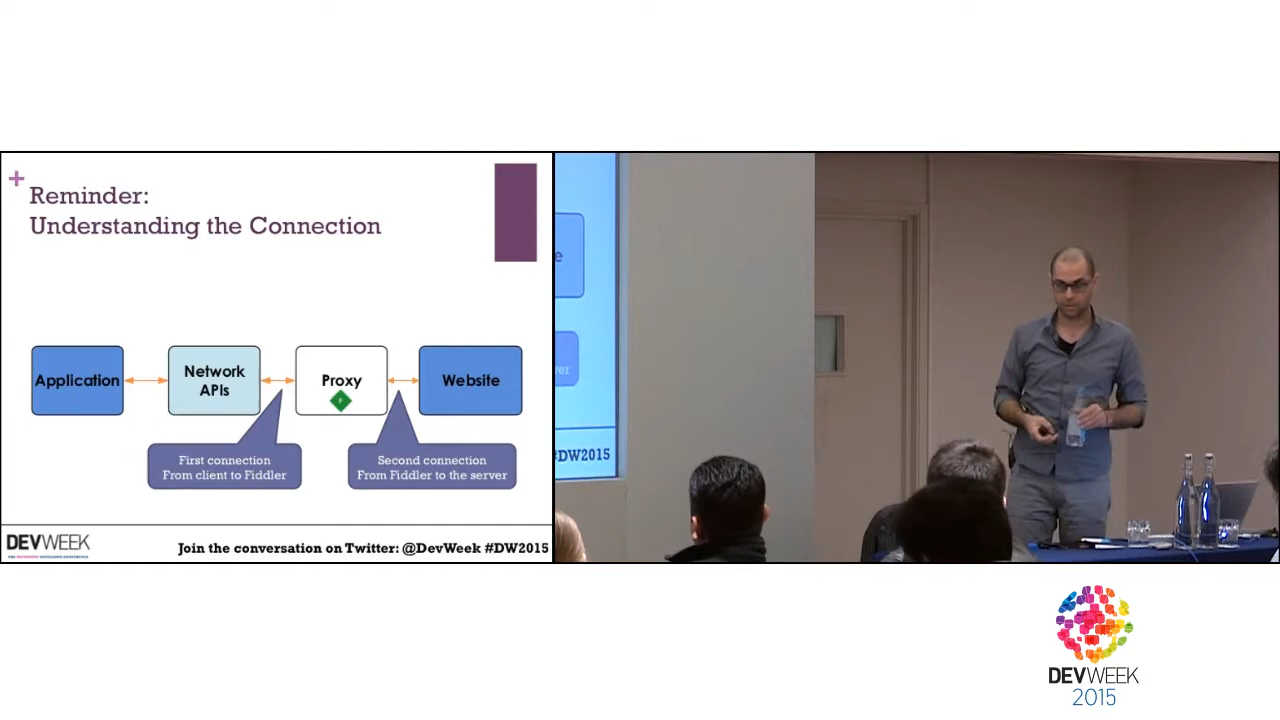 +
Reminder:
Understanding the Connection
Application
Network
APIs
Proxy
Website
First connection
From client to Fiddler
Second connection
From Fiddler to the server
DEVWEEK
Join the conversation on Twitter: @DevWeek #DW2015
e
ver
#DW2015
DEVWEEK
2015